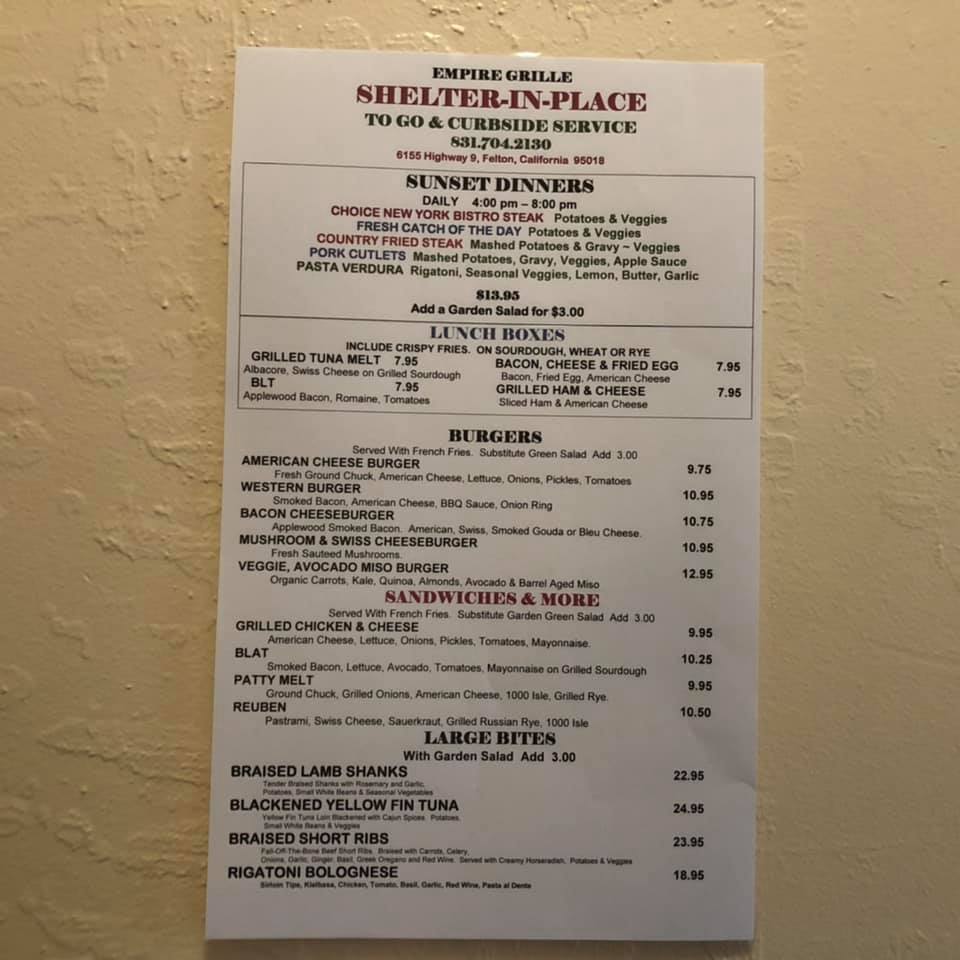 EMPIRE GRILLE
SHELTER-IN-PLACE
TO GO & CURBSIDE SERVICE
831.704.2130
6155 Highway 9, Felton, California 95018
SUNSET DINNERS
DAILY 4:00 pm – 8:00 pm
CHOICE NEW YORK BISTRO STEAK Potatoes & Veggies
FRESH CATCH OF THE DAY Potatoes & Veggies
COUNTRY FRIED STEAK Mashed Potatoes & Gravy ~ Veggies
PORK CUTLETS Mashed Potatoes, Gravy, Veggies, Apple Sauce
PASTA VERDURA Rigatoni, Seasonal Veggies, Lemon, Butter, Garlic
$13.95
Add a Garden Salad for $3.00
LUNCH BOXES
INCLUDE CRISPY FRIES. ON SOURDOUGH, WHEAT OR RYE
GRILLED TUNA MELT 7.95
Albacore, Swiss Cheese on Grilled Sourdough
BLT 7.95
Applewood Bacon, Romaine, Tomatoes
BACON, CHEESE & FRIED EGG 7.95
Bacon, Fried Egg, American Cheese
GRILLED HAM & CHEESE 7.95
Sliced Ham & American Cheese
BURGERS
Served With French Fries. Substitute Green Salad Add 3.00
AMERICAN CHEESE BURGER 9.75
Fresh Ground Chuck, American Cheese, Lettuce, Onions, Pickles, Tomatoes
WESTERN BURGER 10.95
Smoked Bacon, American Cheese, BBQ Sauce, Onion Ring
BACON CHEESEBURGER 10.75
Applewood Smoked Bacon. American, Swiss, Smoked Gouda or Bleu Cheese.
MUSHROOM & SWISS CHEESEBURGER 10.95
Fresh Sauteed Mushrooms.
VEGGIE, AVOCADO MISO BURGER 12.95
Organic Carrots, Kale, Quinoa, Almonds, Avocado & Barrel Aged Miso
SANDWICHES & MORE
Served With French Fries. Substitute Garden Green Salad Add 3.00
GRILLED CHICKEN & CHEESE 9.95
American Cheese, Lettuce, Onions, Pickles, Tomatoes, Mayonnaise.
BLAT 10.25
Smoked Bacon, Lettuce, Avocado, Tomatoes, Mayonnaise on Grilled Sourdough
PATTY MELT 9.95
Ground Chuck, Grilled Onions, American Cheese, 1000 Isle, Grilled Rye.
REUBEN 10.50
Pastrami, Swiss Cheese, Sauerkraut, Grilled Russian Rye, 1000 Isle
LARGE BITES
With Garden Salad Add 3.00
BRAISED LAMB SHANKS 22.95
Tender Braised Shanks with Rosemary and Garlic,
Potatoes, Small White Beans & Seasonal Vegetables
BLACKENED YELLOW FIN TUNA 24.95
Yellow Fin Tuna Loin Blackened with Cajun Spices. Potatoes,
Small White Beans & Veggies
BRAISED SHORT RIBS 23.95
Fall-Off-The-Bone Beef Short Ribs. Braised with Carrots, Celery,
Onions, Garlic, Ginger, Basil, Greek Oregano and Red Wine. Served with Creamy Horseradish, Potatoes & Veggies
RIGATONI BOLOGNESE 18.95
Sirloin Tips, Kielbasa, Chicken, Tomato, Basil, Garlic, Red Wine, Pasta al Dente